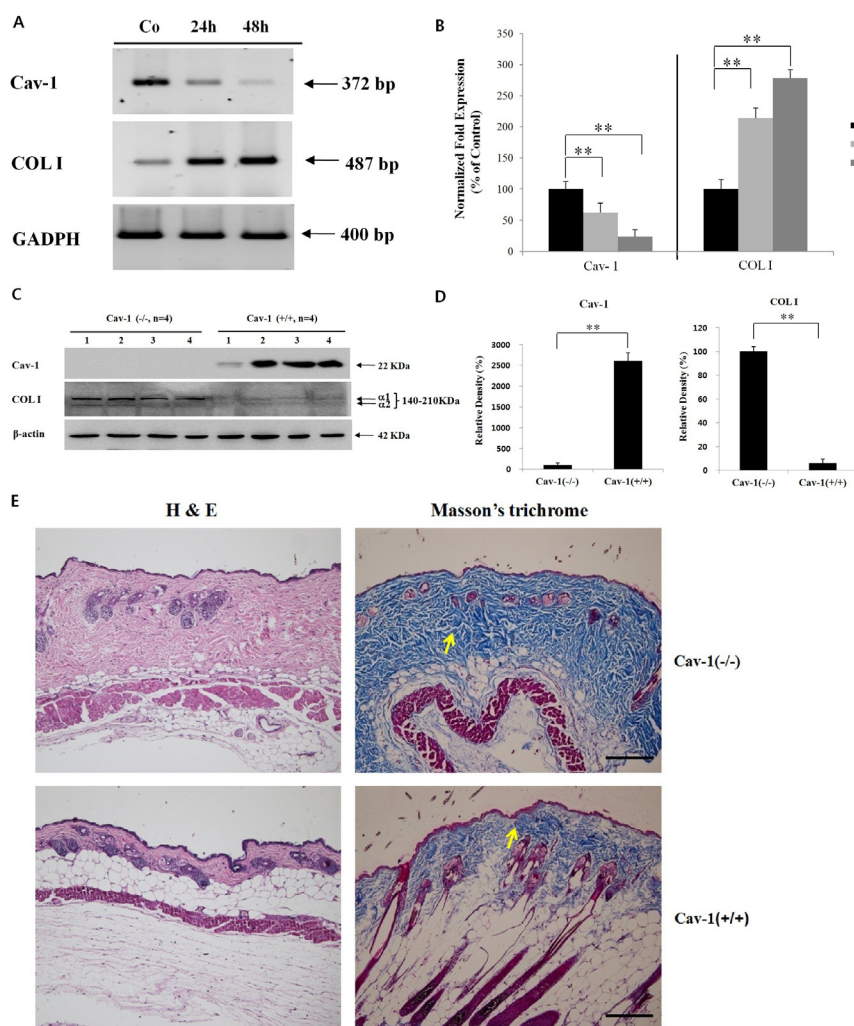 A
Co 24h 48h
Cav-1 372 bp
COL I 487 bp
GADPH 400 bp
B
Normalized Fold Expression
(% of Control)
350
300
250
200
150
100
50
0
** ** ** **
Cav- 1 COL I
C
Cav-1 (-/-, n=4) Cav-1 (+/+, n=4)
1 2 3 4 1 2 3 4
Cav-1 22 KDa
COL I α1 α2 140-210KDa
β-actin 42 KDa
D
Cav-1
Relative Density (%)
3000
2500
2000
1500
1000
500
0
**
Cav-1(-/-) Cav-1(+/+)
COL I
Relative Density (%)
120
100
80
60
40
20
0
**
Cav-1(-/-) Cav-1(+/+)
E
H & E Masson's trichrome
Cav-1(-/-)
Cav-1(+/+)